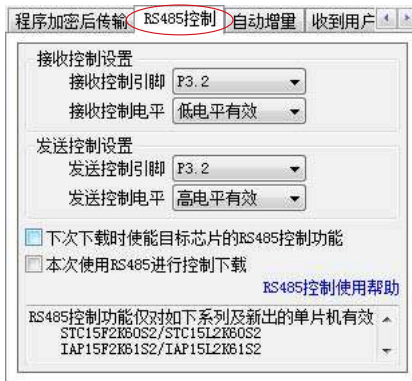 程序加密后传输 RS485控制 自动增量 收到用户
接收控制设置
接收控制引脚 P3.2
接收控制电平 低电平有效
发送控制设置
发送控制引脚 P3.2
发送控制电平 高电平有效
下次下载时使能目标芯片的RS485控制功能
本次使用RS485进行控制下载
RS485控制使用帮助
RS485控制功能仅对如下系列及新出的单片机有效
STC15F2K60S2/STC15L2K60S2
IAP15F2K61S2/IAP15L2K61S2